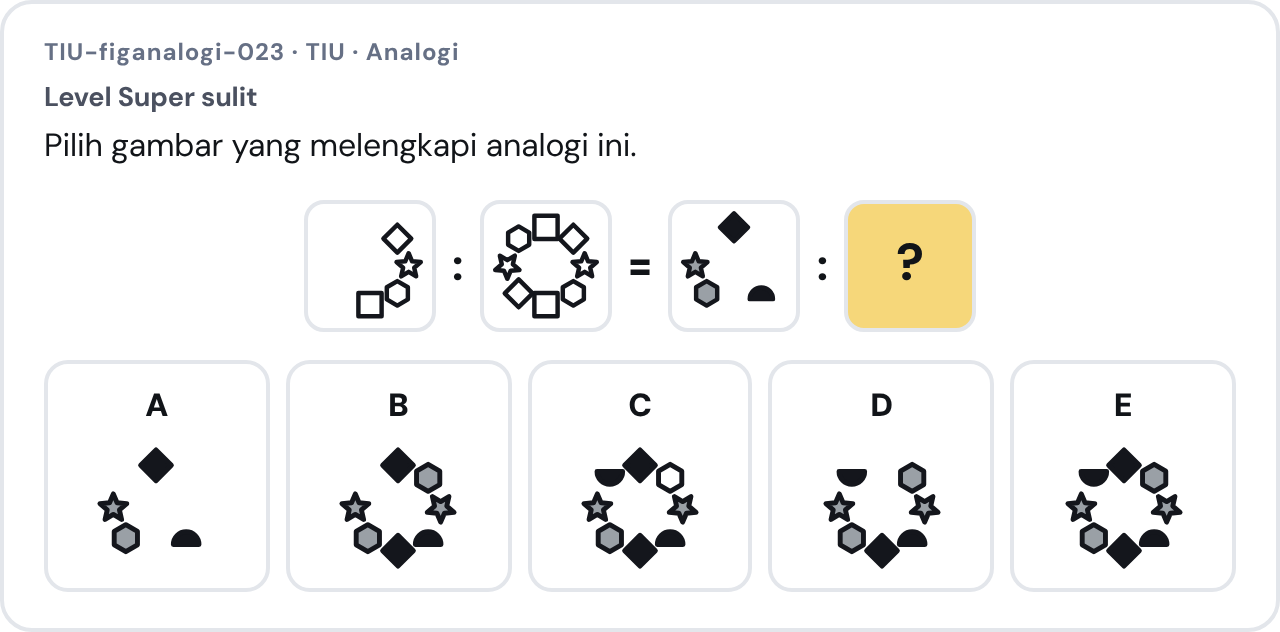 TIU-figanalogi-023 · TIU · Analogi
Level Super sulit
Pilih gambar yang melengkapi analogi ini.
: = : ?
A B C D E